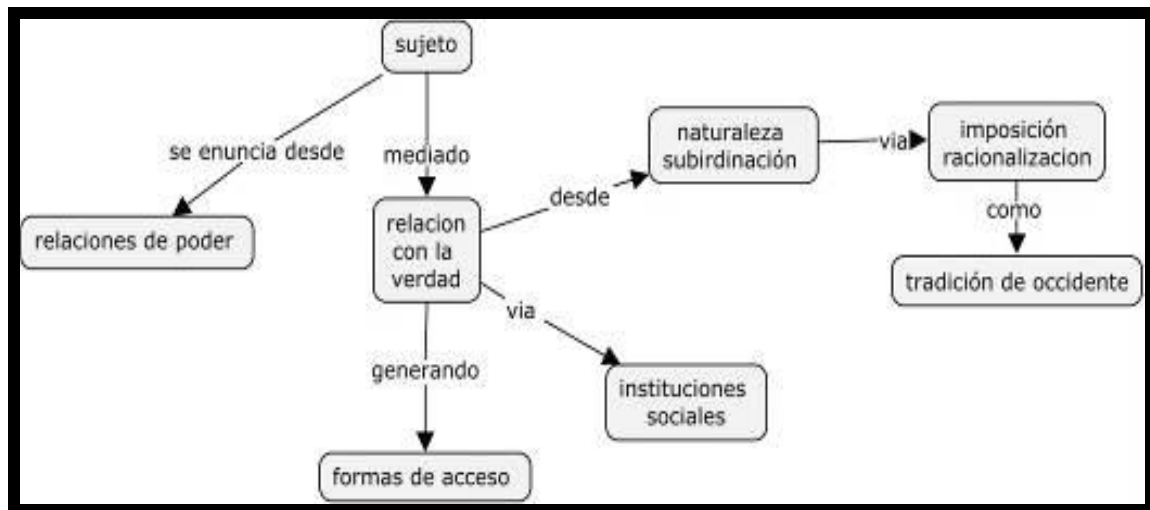 sujeto
se enuncia desde
mediado
relaciones de poder
relacion
con la
verdad
desde
naturaleza
subirdinación
via
imposición
racionalizacion
como
tradición de occidente
via
instituciones
sociales
generando
formas de acceso